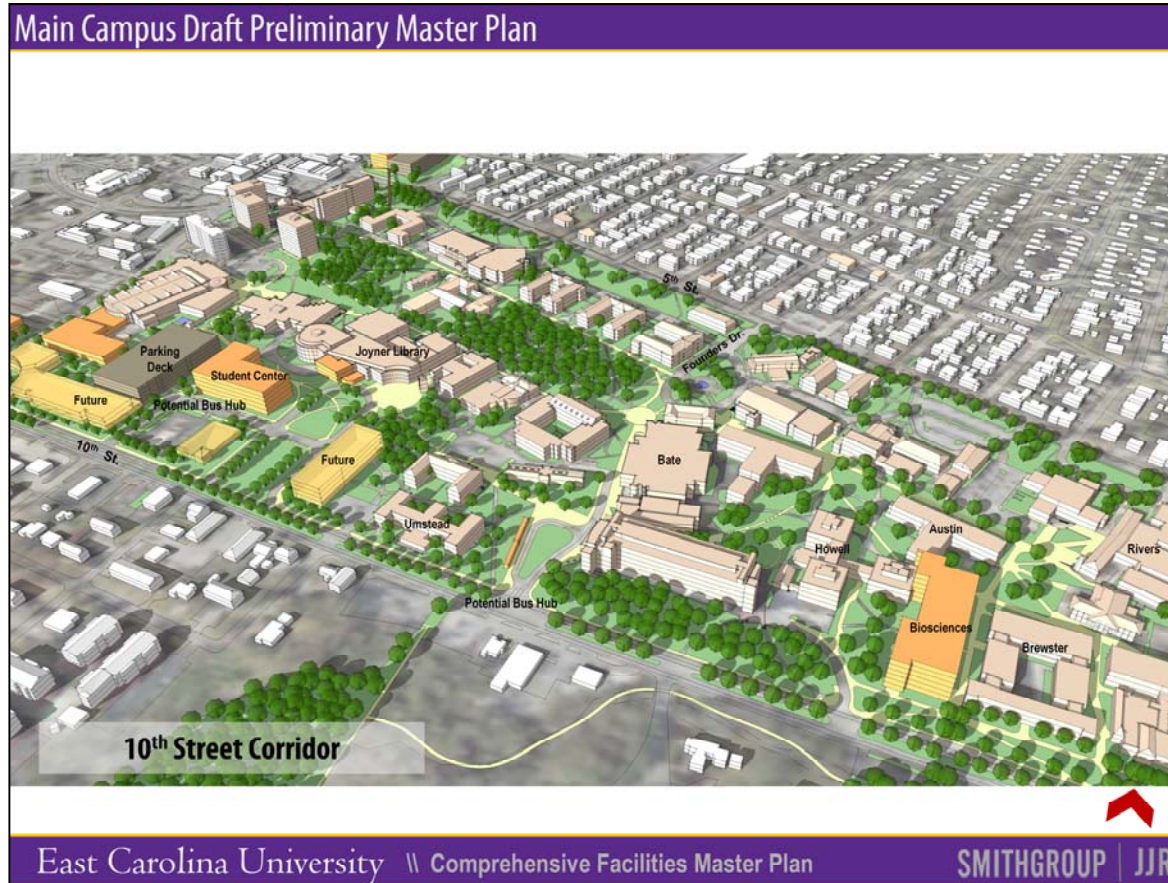 Main Campus Draft Preliminary Master Plan
5th St.
Founders Dr.
Parking
Deck
Joyner Library
Student Center
Future
Potential Bus Hub
10th St.
Future
Bate
Umstead
Howell
Austin
Rivers
Potential Bus Hub
Biosciences
Brewster
10th Street Corridor
East Carolina University \\ Comprehensive Facilities Master Plan
SMITHGROUP | JJR